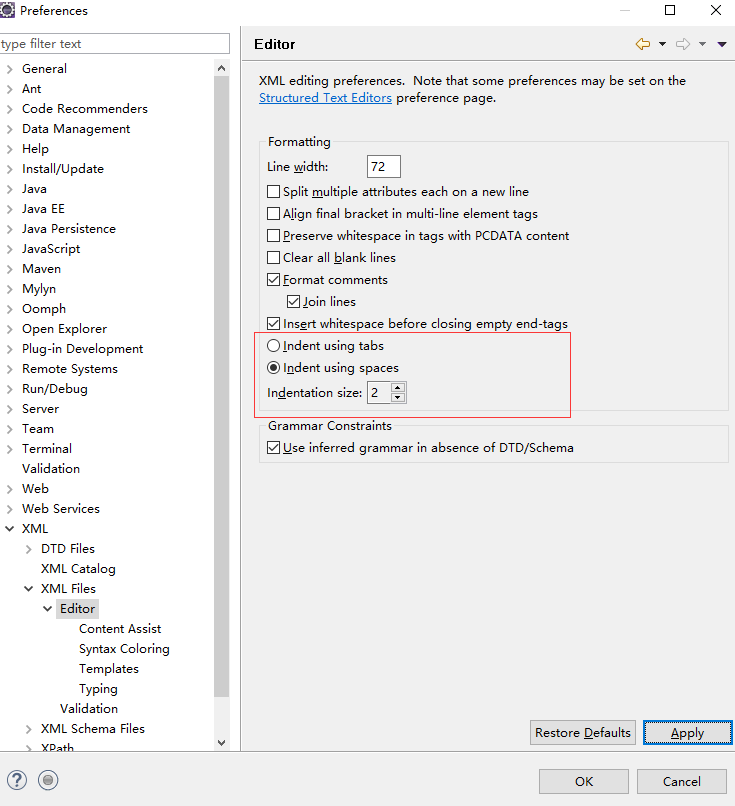 Preferences
type filter text
General
Ant
Code Recommenders
Data Management
Help
Install/Update
Java
Java EE
Java Persistence
JavaScript
Maven
Mylyn
Oomph
Open Explorer
Plug-in Development
Remote Systems
Run/Debug
Server
Team
Terminal
Validation
Web
Web Services
XML
DTD Files
XML Catalog
XML Files
Editor
Content Assist
Syntax Coloring
Templates
Typing
Validation
XML Schema Files
XPath
Editor
XML editing preferences. Note that some preferences may be set on the
Structured Text Editors preference page.
Formatting
Line width: 72
Split multiple attributes each on a new line
Align final bracket in multi-line element tags
Preserve whitespace in tags with PCDATA content
Clear all blank lines
Format comments
Join lines
Insert whitespace before closing empty end-tags
Indent using tabs
Indent using spaces
Indentation size: 2
Grammar Constraints
Use inferred grammar in absence of DTD/Schema
Restore Defaults Apply
? OK Cancel